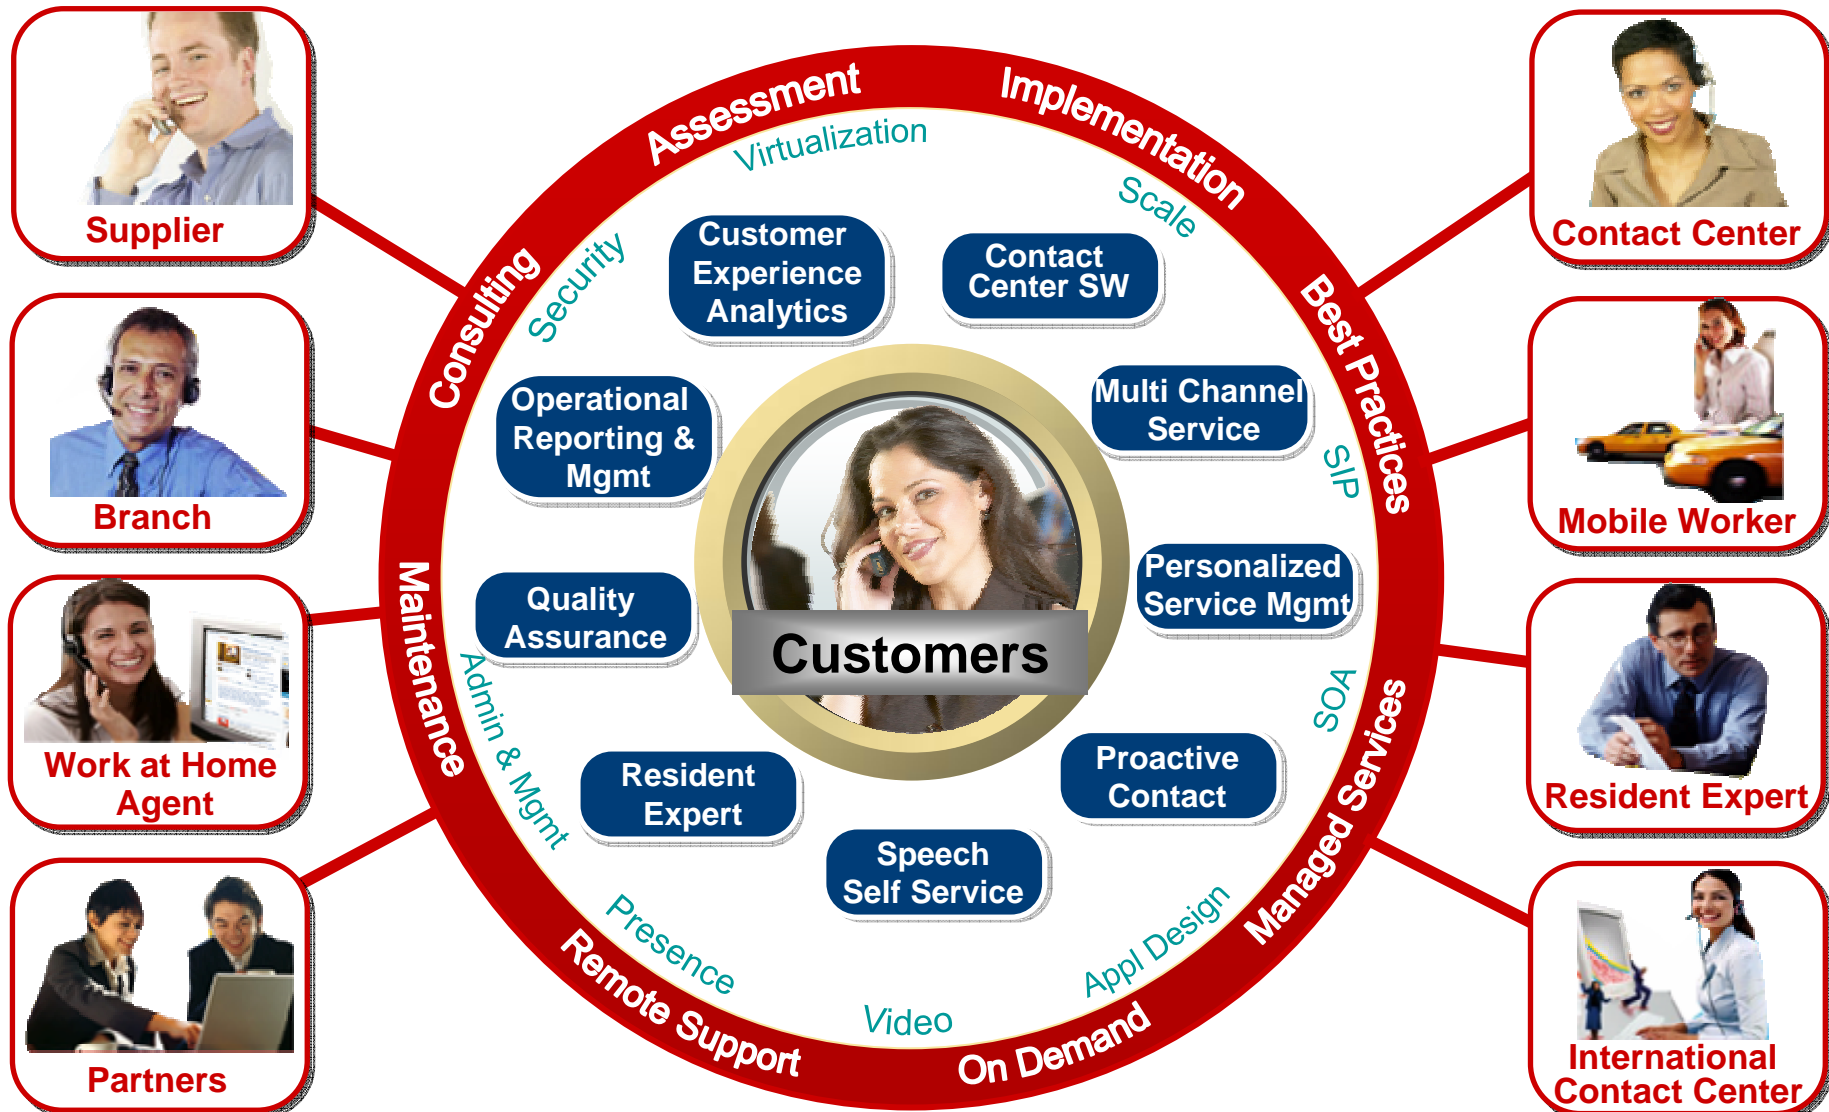 Supplier
Branch
Work at Home
Agent
Partners
Assessment
Implementation
Consulting
Best Practices
Maintenance
Managed Services
Remote Support
On Demand
Virtualization
Scale
Security
SIP
SOA
Admin & Mgmt
Presence
Video
Appl Design
Customer
Experience
Analytics
Contact
Center SW
Operational
Reporting &
Mgmt
Multi Channel
Service
Quality
Assurance
Personalized
Service Mgmt
Customers
Resident
Expert
Proactive
Contact
Speech
Self Service
Contact Center
Mobile Worker
Resident Expert
International
Contact Center